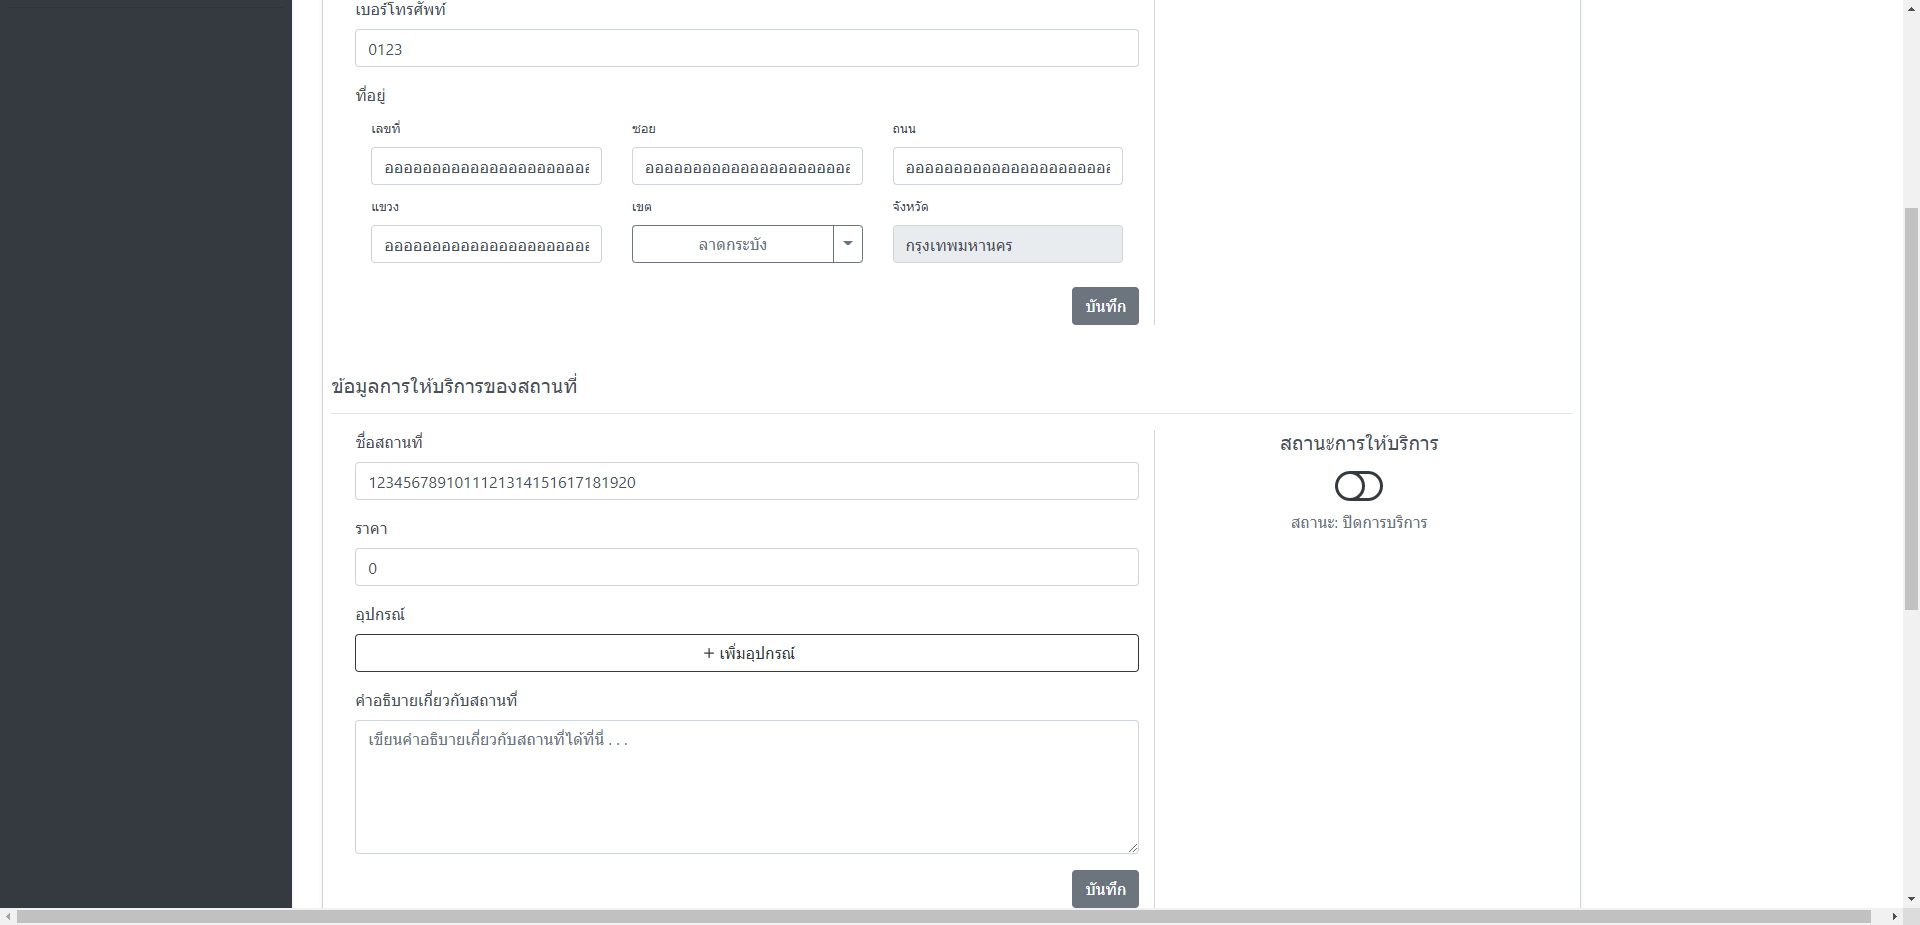 เบอร์โทรศัพท์
0123
ที่อยู่
เลขที่ ซอย ถนน
แขวง เขต จังหวัด
ลาดกระบัง กรุงเทพมหานคร
บันทึก
ข้อมูลการให้บริการของสถานที่
ชื่อสถานที่
1234567891011121314151617181920
ราคา
0
อุปกรณ์
+ เพิ่มอุปกรณ์
คำอธิบายเกี่ยวกับสถานที่
เขียนคำอธิบายเกี่ยวกับสถานที่ได้ที่นี่ . . .
บันทึก
สถานะการให้บริการ
สถานะ: ปิดการบริการ